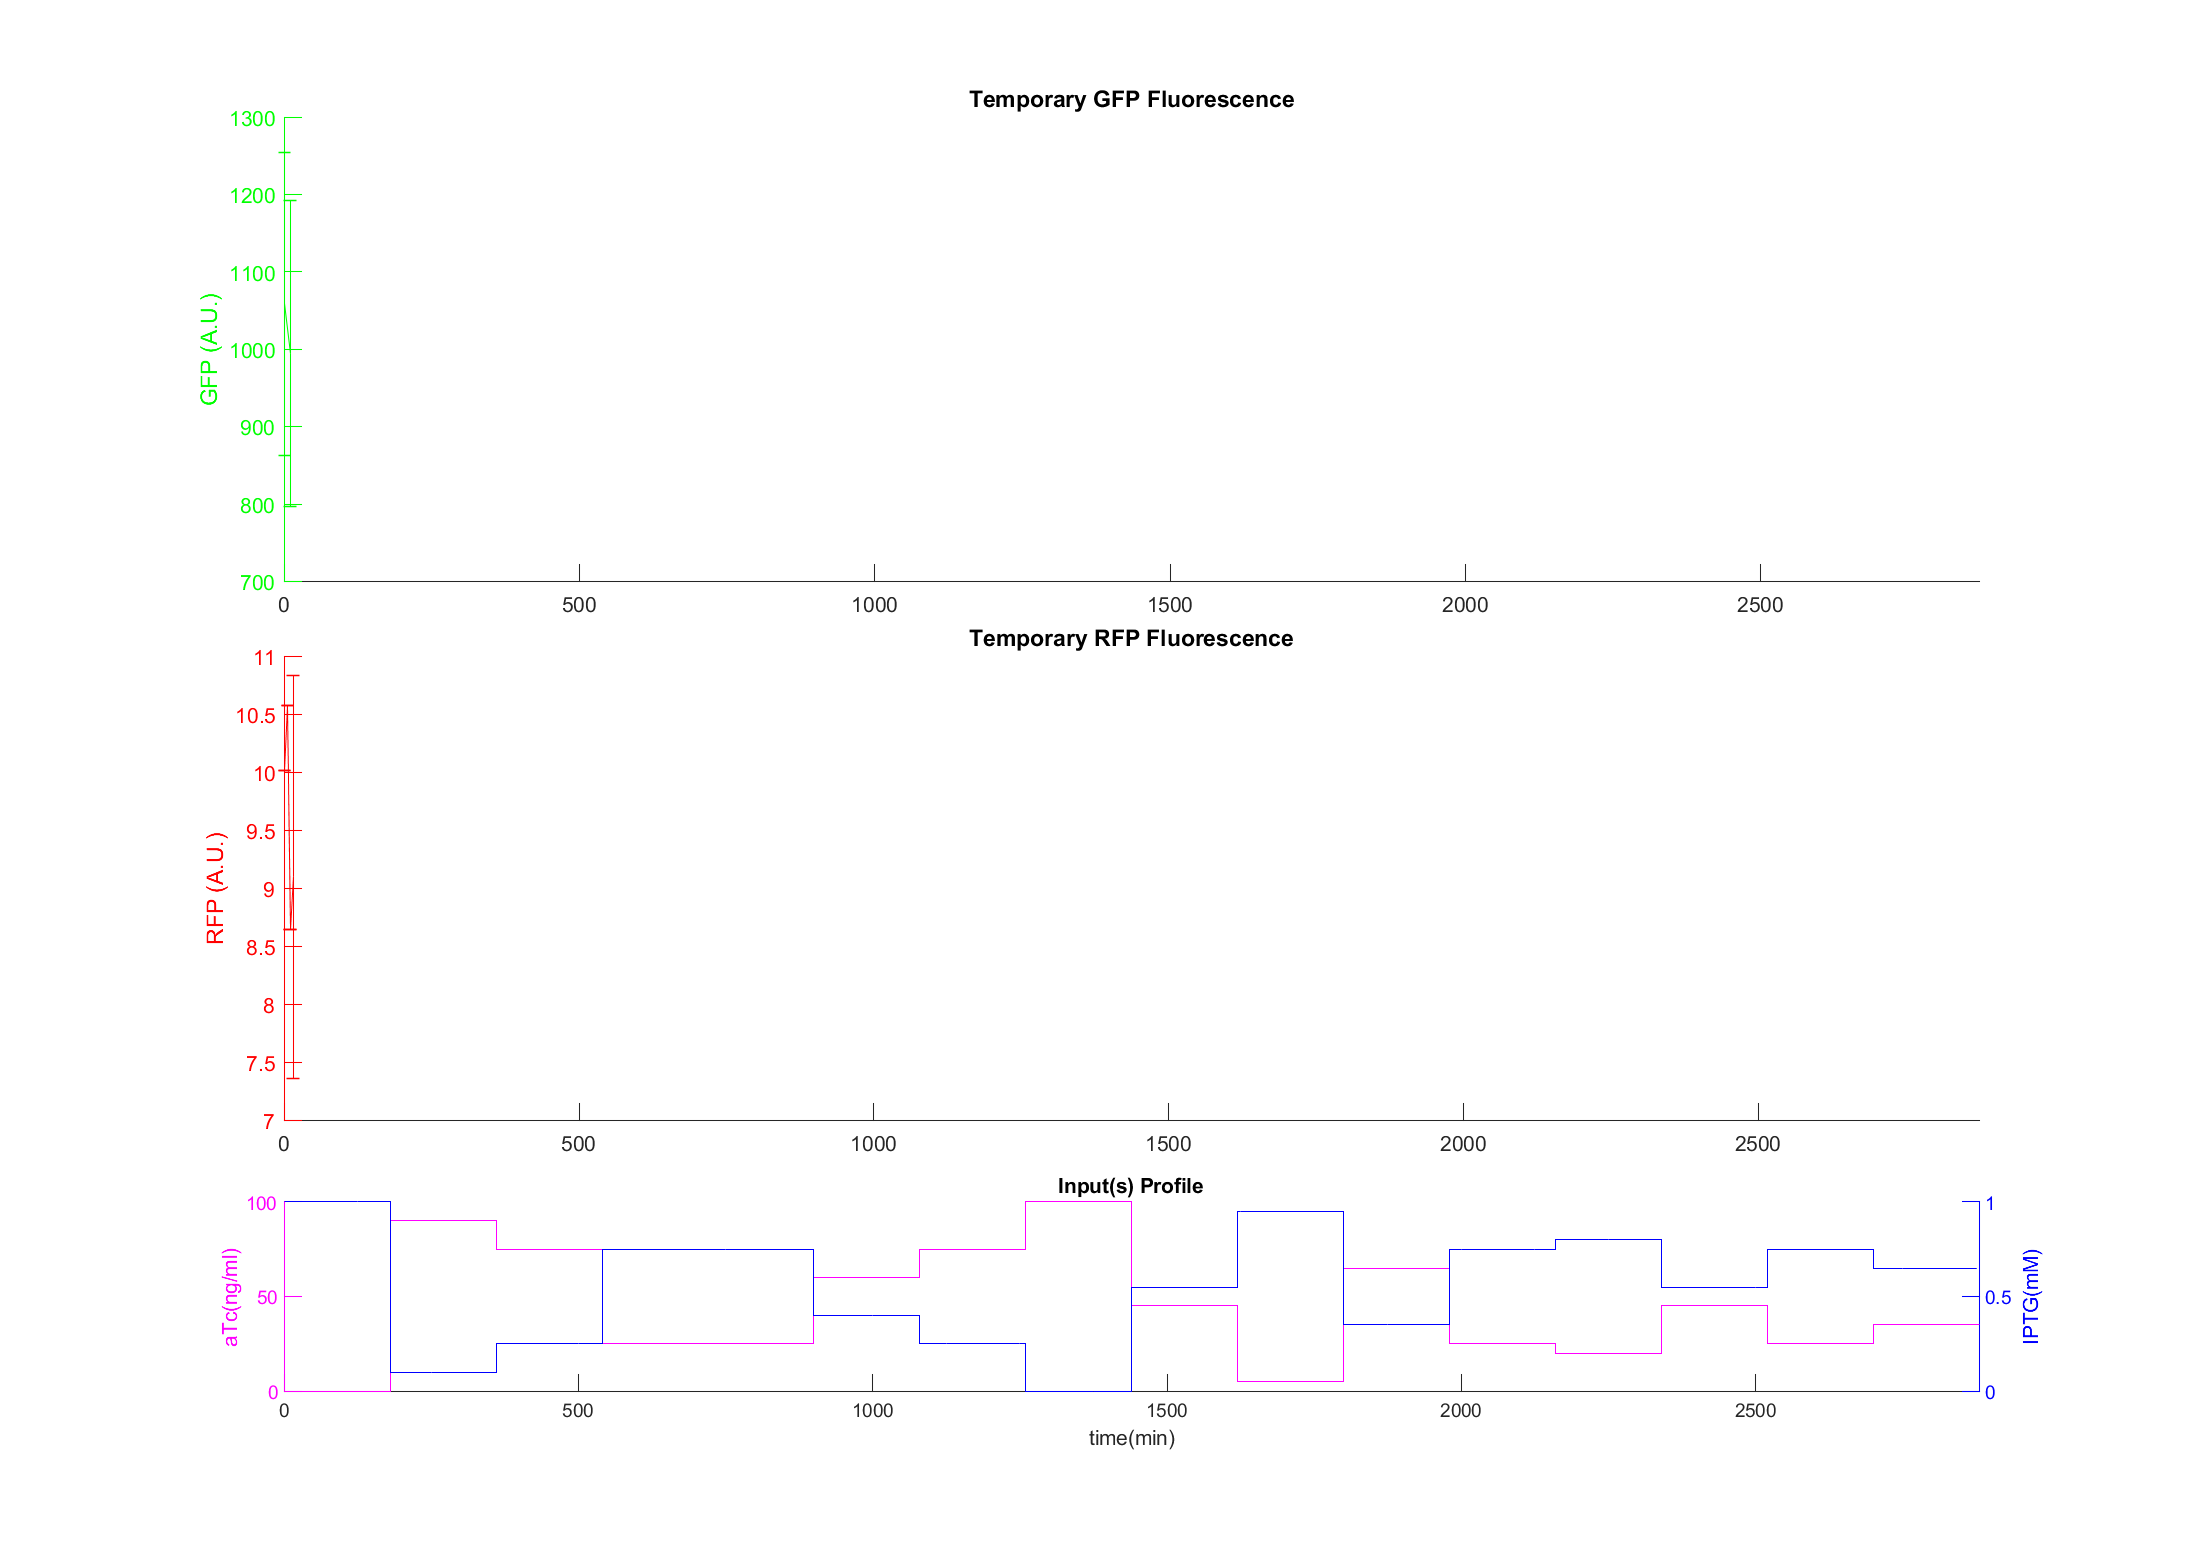 Temporary GFP Fluorescence
1300
1200
1100
1000
900
800
700
GFP (A.U.)
0 500 1000 1500 2000 2500
Temporary RFP Fluorescence
11
10.5
10
9.5
9
8.5
8
7.5
7
RFP (A.U.)
0 500 1000 1500 2000 2500
Input(s) Profile
100 1
50 0.5
0 0
aTc(ng/ml)
IPTG(mM)
0 500 1000 1500 2000 2500
time(min)